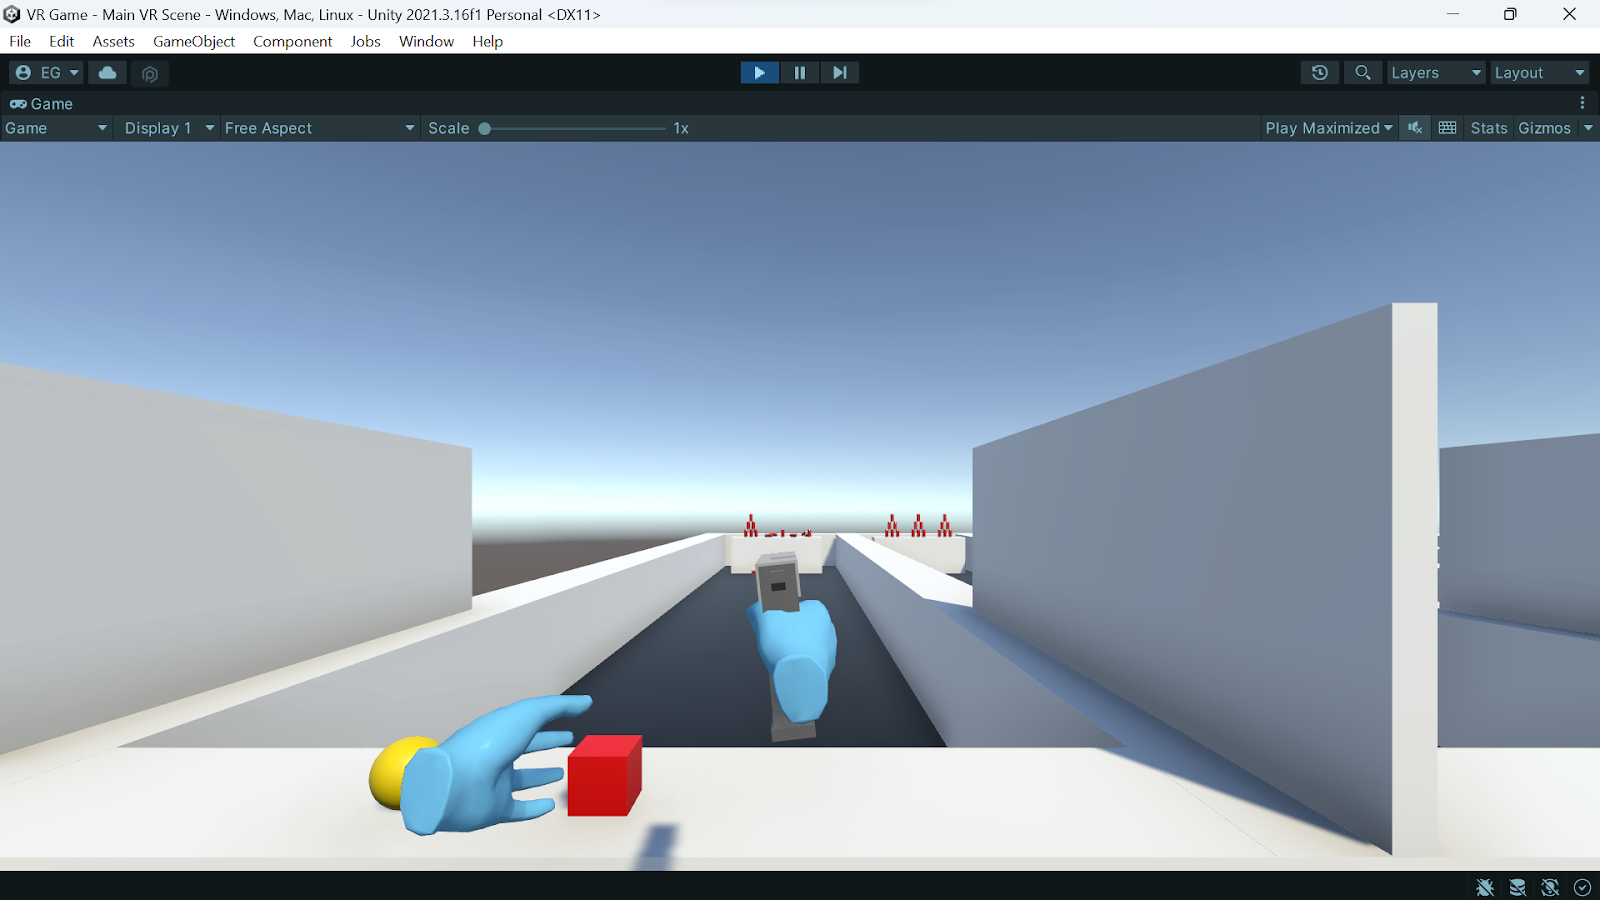 VR Game - Main VR Scene - Windows, Mac, Linux - Unity 2021.3.16f1 Personal <DX11>
File Edit Assets GameObject Component Jobs Window Help
EG Layers Layout
Game
Game Display 1 Free Aspect Scale 1x Play Maximized Stats Gizmos